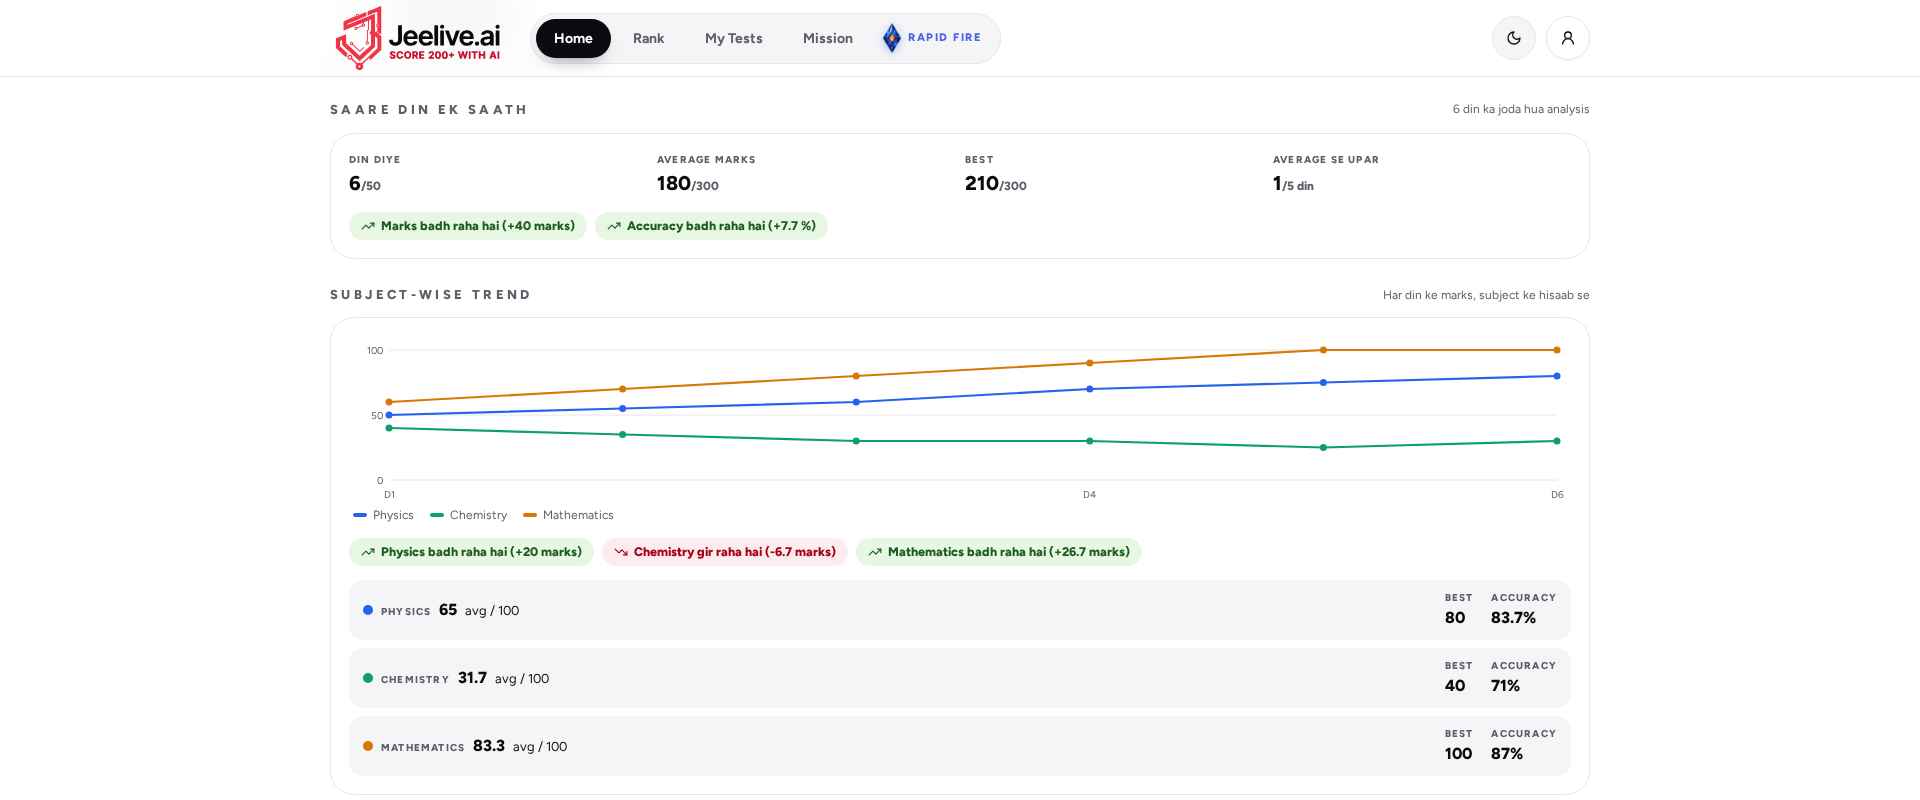 Jeelive.ai
SCORE 200+ WITH AI
Home
Rank
My Tests
Mission
RAPID FIRE
SAARE DIN EK SAATH
6 din ka joda hua analysis
DIN DIYE
6/50
AVERAGE MARKS
180/300
BEST
210/300
AVERAGE SE UPAR
1/5 din
Marks badh raha hai (+40 marks)
Accuracy badh raha hai (+7.7 %)
SUBJECT-WISE TREND
Har din ke marks, subject ke hisaab se
100
50
0
D1
D4
D6
Physics
Chemistry
Mathematics
Physics badh raha hai (+20 marks)
Chemistry gir raha hai (-6.7 marks)
Mathematics badh raha hai (+26.7 marks)
PHYSICS 65 avg / 100
BEST
80
ACCURACY
83.7%
CHEMISTRY 31.7 avg / 100
BEST
40
ACCURACY
71%
MATHEMATICS 83.3 avg / 100
BEST
100
ACCURACY
87%